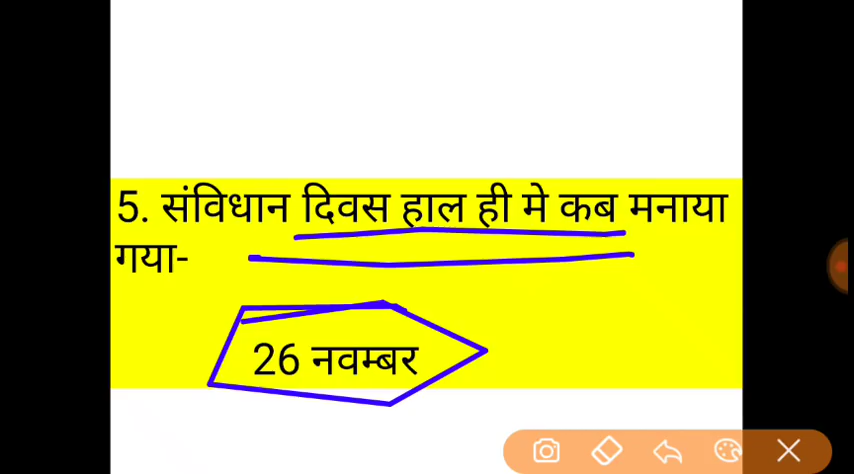 5. संविधान दिवस हाल ही मे कब मनाया
गया-
26 नवम्बर